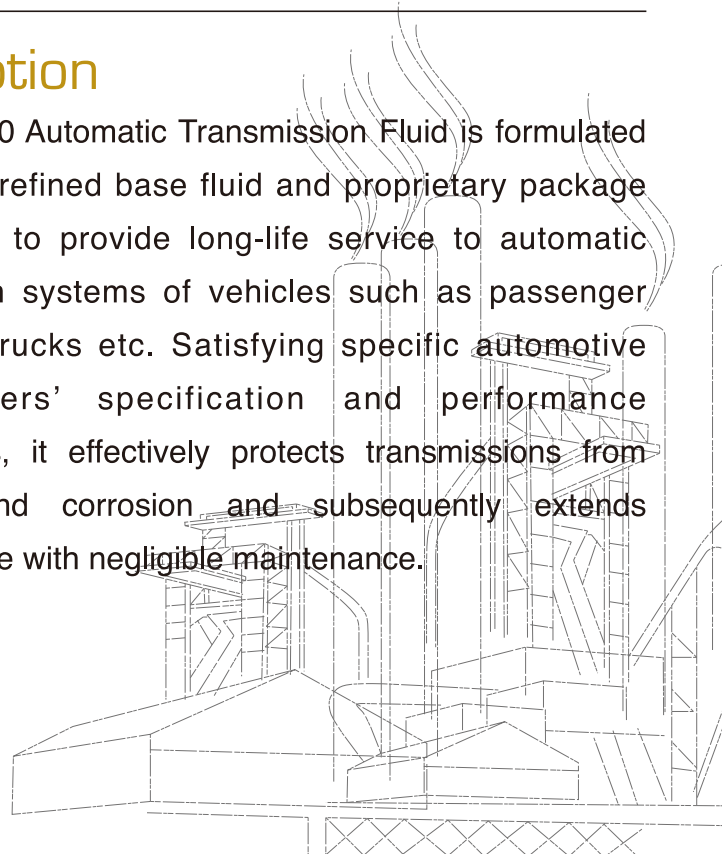 ption
0 Automatic Transmission Fluid is formulated
refined base fluid and proprietary package
to provide long-life service to automatic
n systems of vehicles such as passenger
rucks etc. Satisfying specific automotive
ers’ specification and performance
, it effectively protects transmissions from
nd corrosion and subsequently extends
e with negligible maintenance.